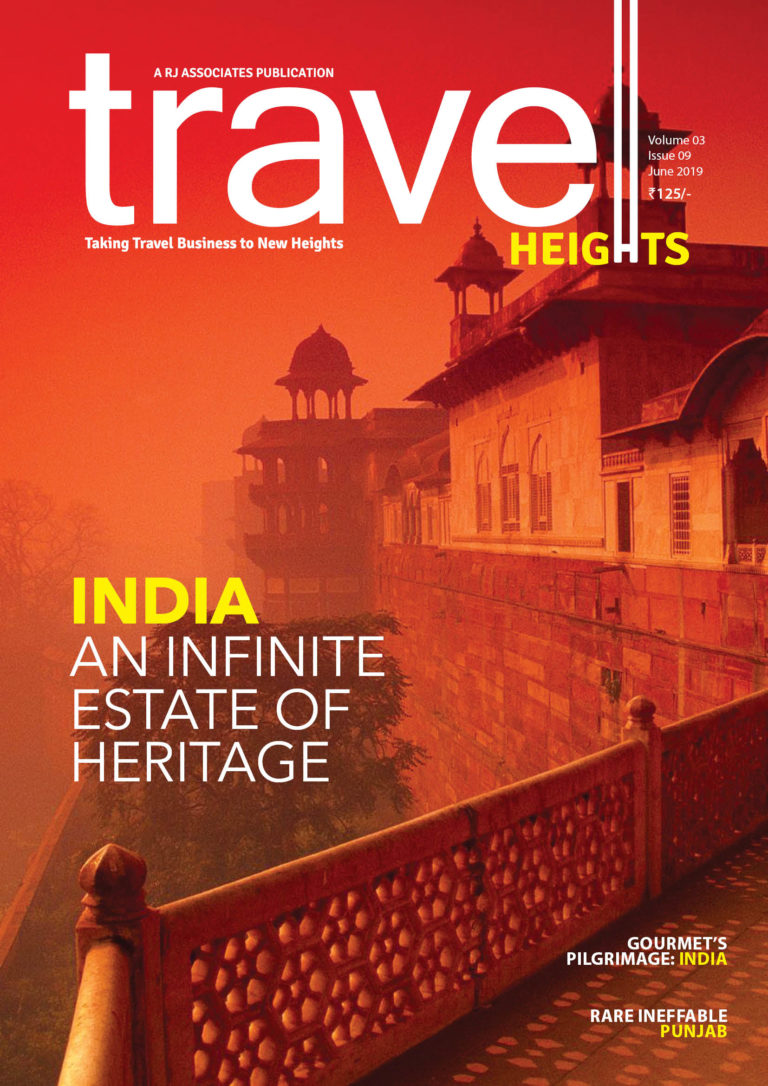 A RJ ASSOCIATES PUBLICATION
travel
Volume 03
Issue 09
June 2019
₹125/-
Taking Travel Business to New Heights
HEIGHTS
INDIA
AN INFINITE
ESTATE OF
HERITAGE
GOURMET'S
PILGRIMAGE: INDIA
RARE INEFFABLE
PUNJAB